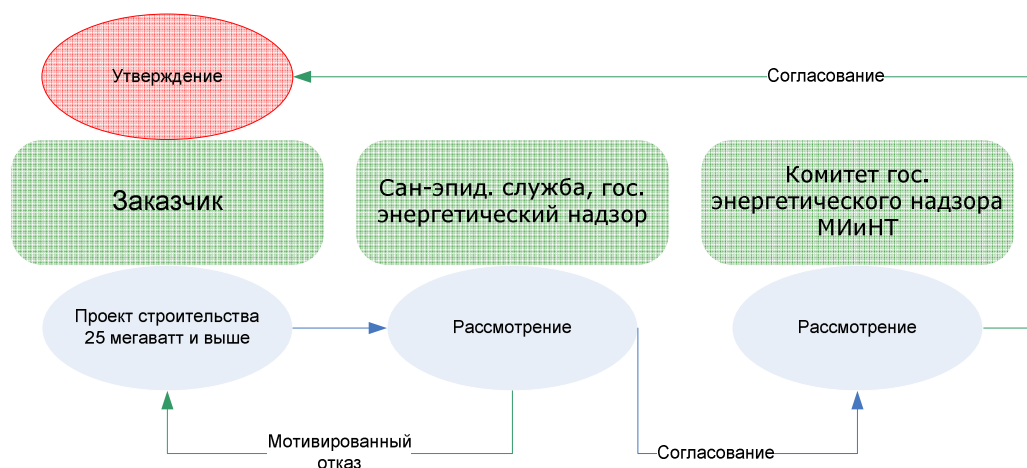 Утверждение
Согласование
Заказчик
Сан-эпид. служба, гос.
энергетический надзор
Комитет гос.
энергетического надзора
МИиНТ
Проект строительства
25 мегаватт и выше
Рассмотрение
Рассмотрение
Мотивированный
отказ
Согласование